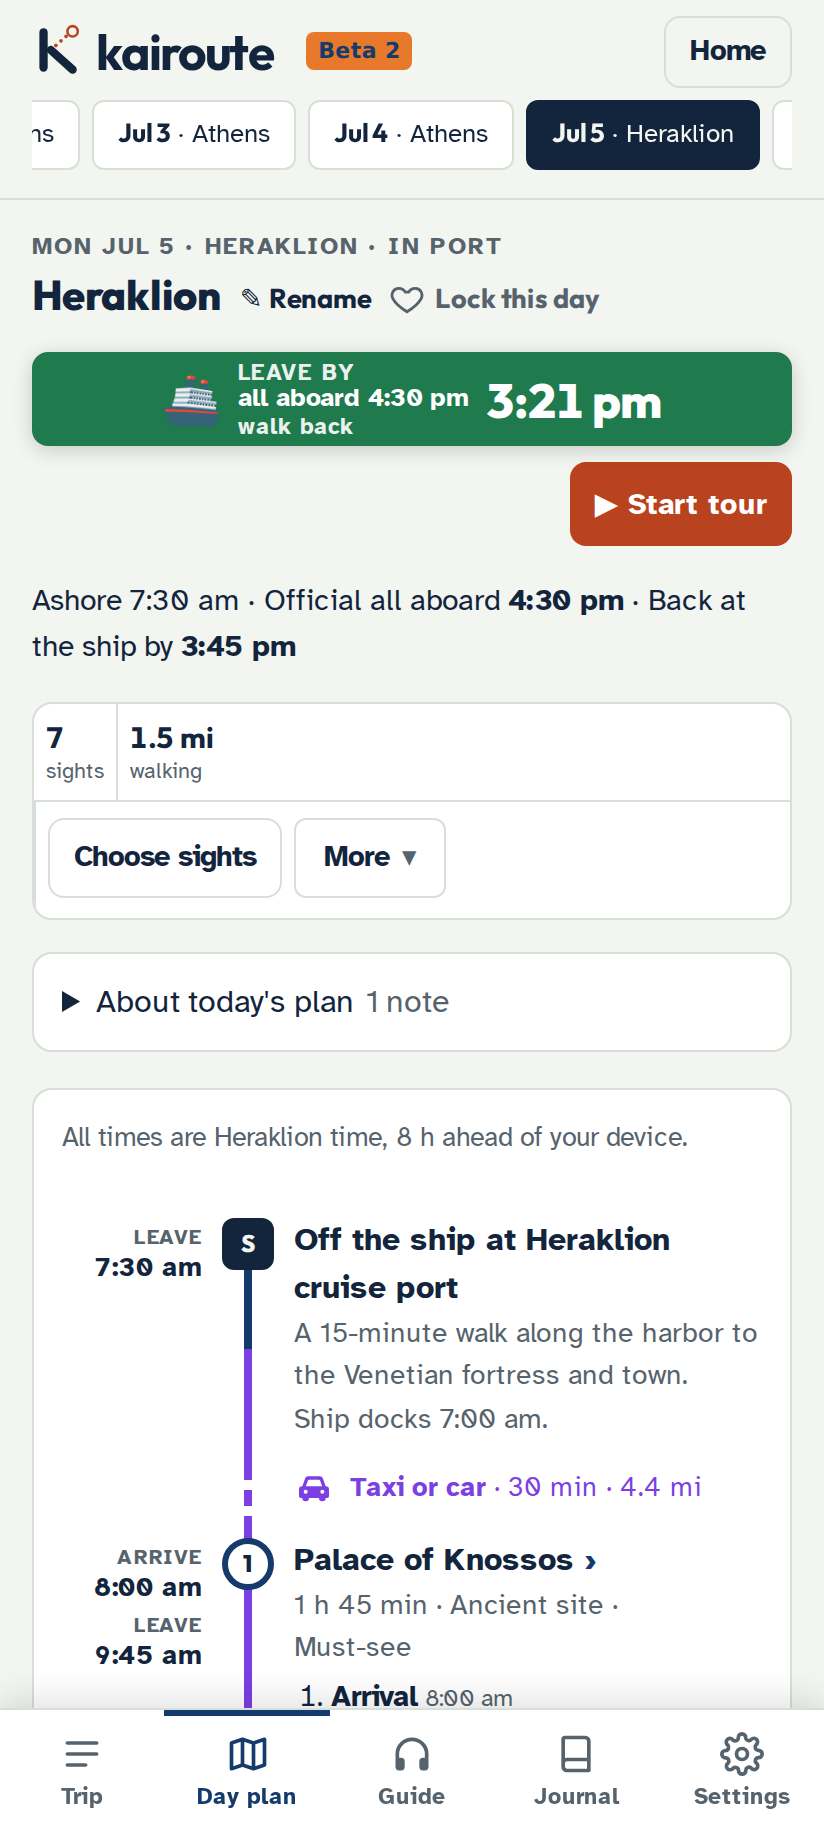 kairoute Beta 2 Home
ns Jul 3 · Athens Jul 4 · Athens Jul 5 · Heraklion
MON JUL 5 · HERAKLION · IN PORT
Heraklion ✎ Rename Lock this day
LEAVE BY
all aboard 4:30 pm 3:21 pm
walk back
▶ Start tour
Ashore 7:30 am · Official all aboard 4:30 pm · Back at
the ship by 3:45 pm
7 1.5 mi
sights walking
Choose sights More ▼
▶ About today's plan 1 note
All times are Heraklion time, 8 h ahead of your device.
LEAVE S Off the ship at Heraklion
7:30 am cruise port
A 15-minute walk along the harbor to
the Venetian fortress and town.
Ship docks 7:00 am.
Taxi or car · 30 min · 4.4 mi
ARRIVE 1 Palace of Knossos ›
8:00 am 1 h 45 min · Ancient site ·
LEAVE Must-see
9:45 am
1. Arrival 8:00 am
Trip Day plan Guide Journal Settings